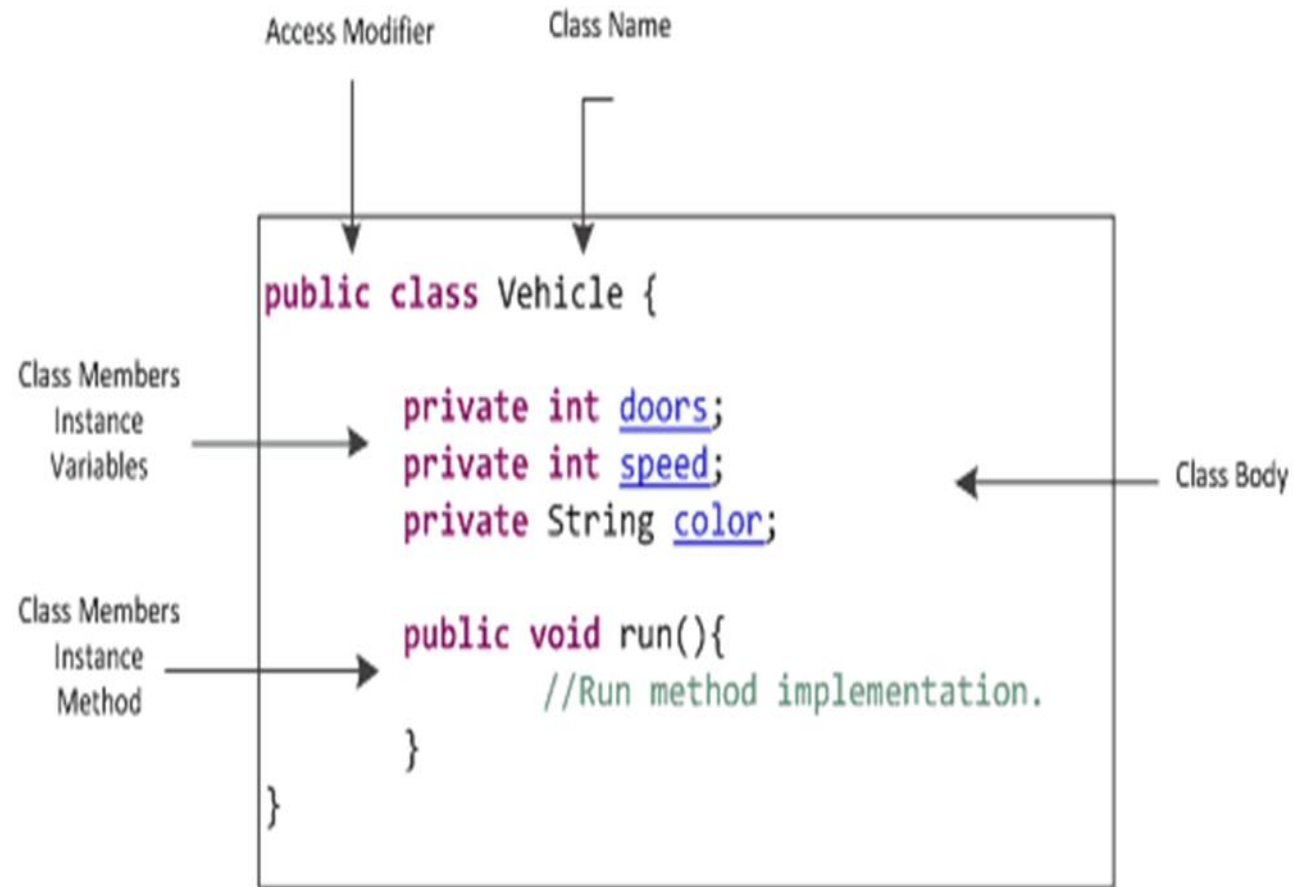 Access Modifier
Class Name
public class Vehicle {
Class Members
Instance
Variables
private int doors;
private int speed;
private String color;
Class Body
Class Members
Instance
Method
public void run(){
//Run method implementation.
}
}